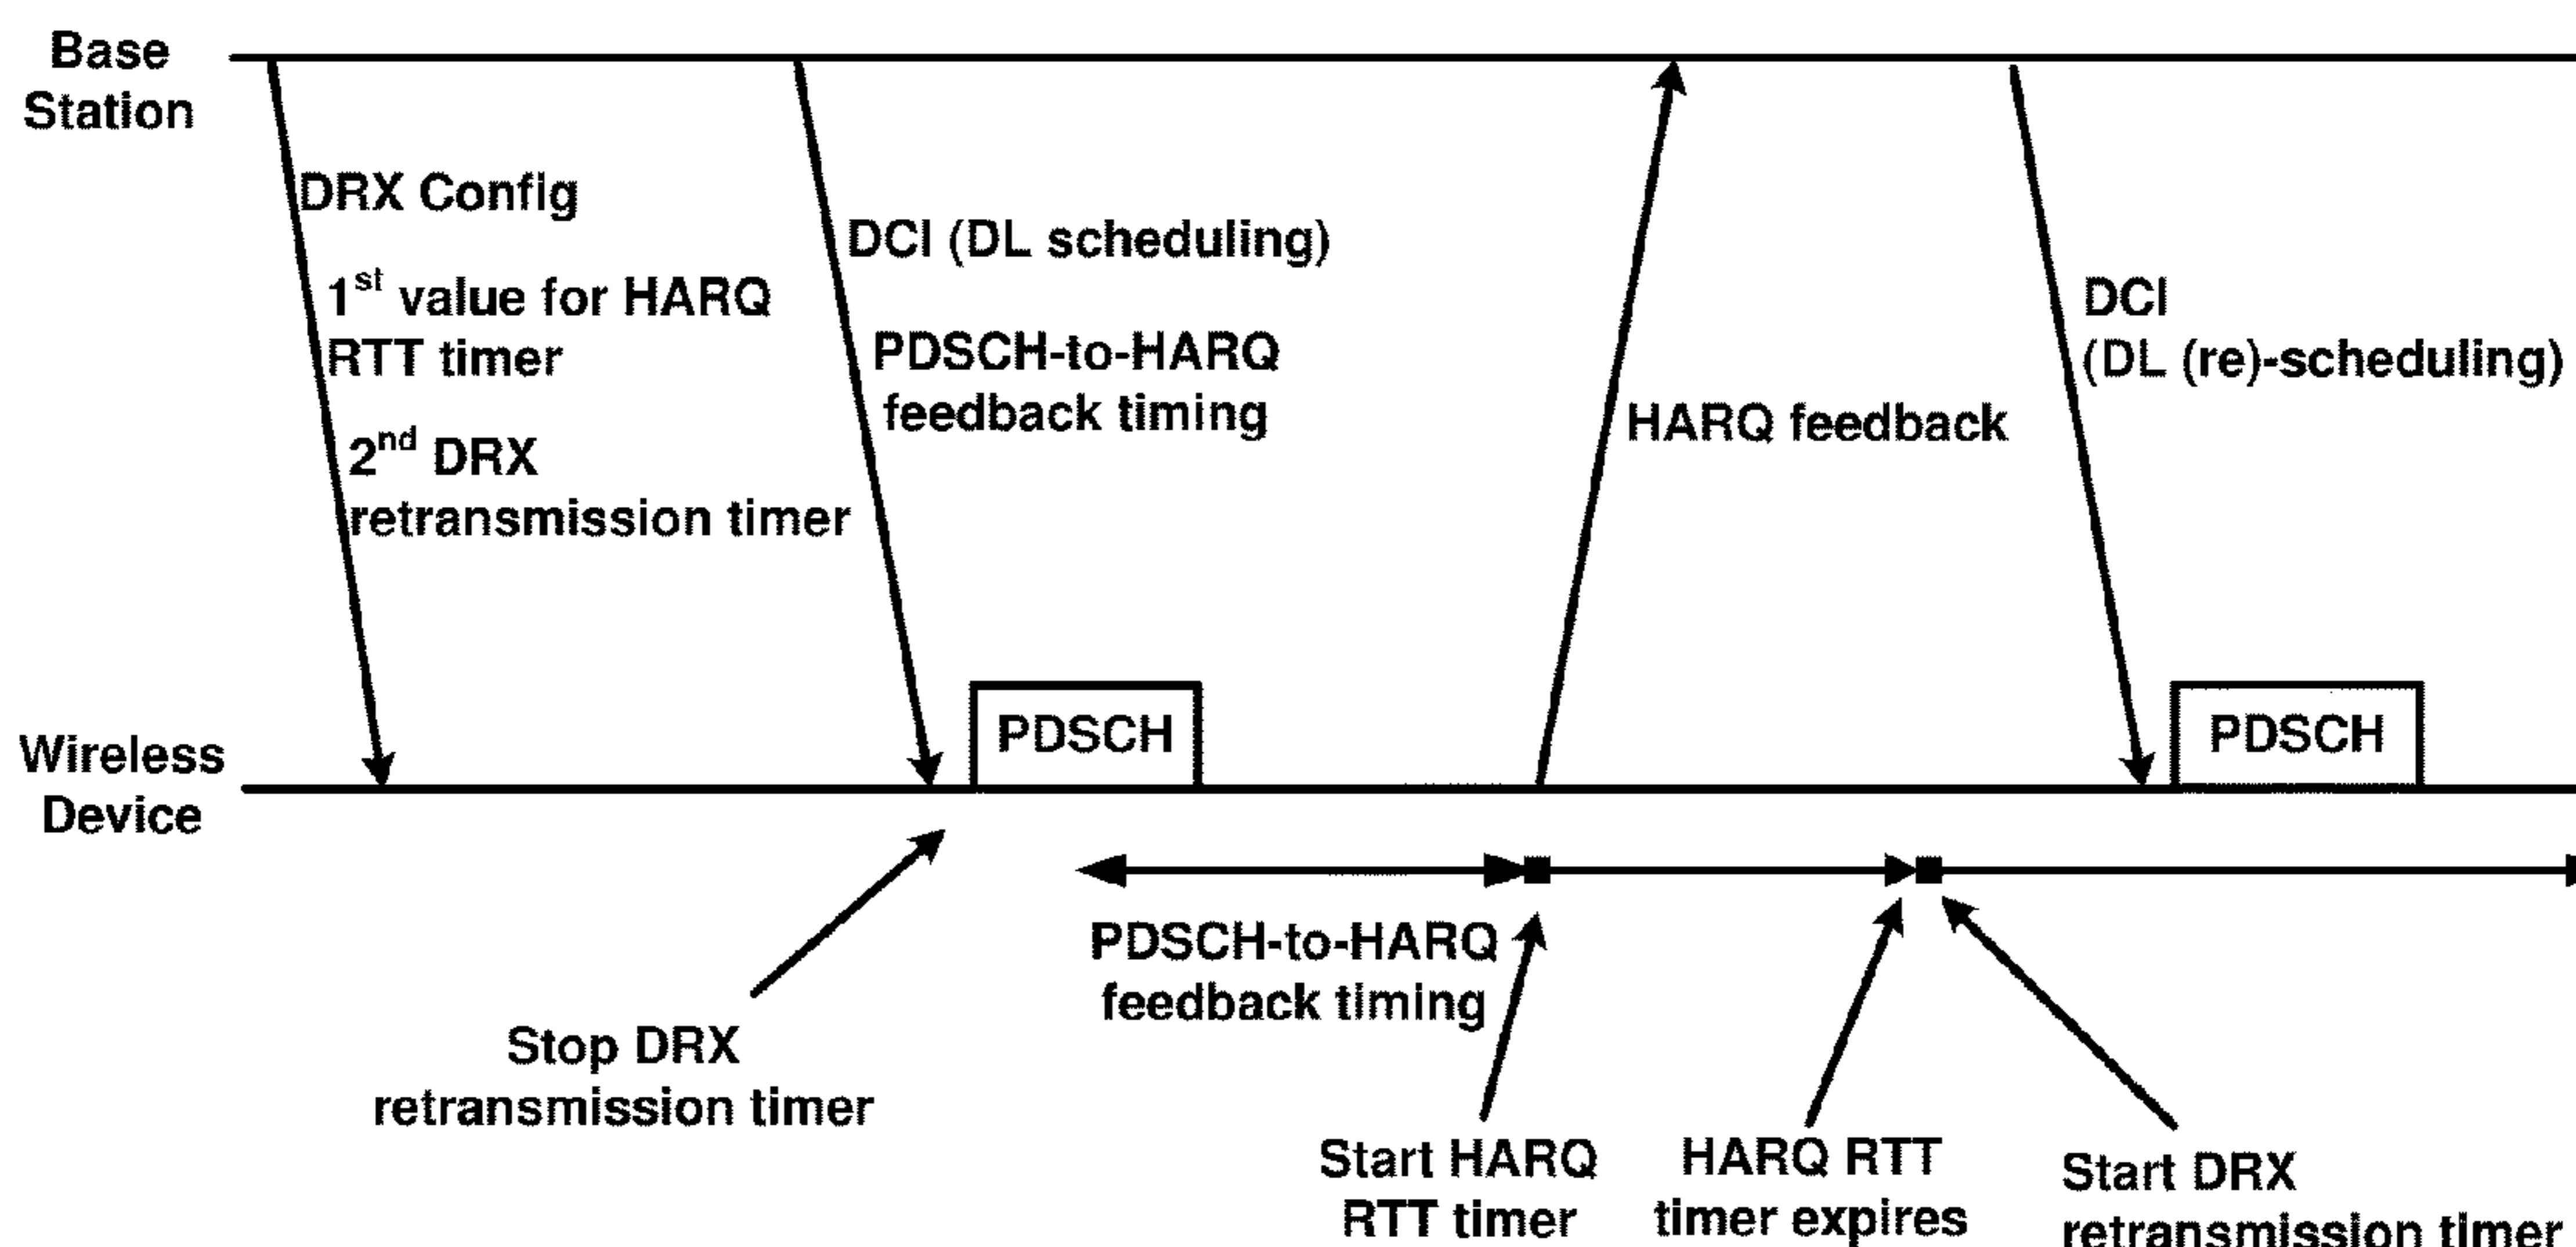 Base
Station
DRX Config
1st value for HARQ
RTT timer
2nd DRX
retransmission timer
DCI (DL scheduling)
PDSCH-to-HARQ
feedback timing
HARQ feedback
DCI
(DL (re)-scheduling)
Wireless
Device
PDSCH
PDSCH
Stop DRX
retransmission timer
PDSCH-to-HARQ
feedback timing
Start HARQ
RTT timer
HARQ RTT
timer expires
Start DRX
retransmission timer